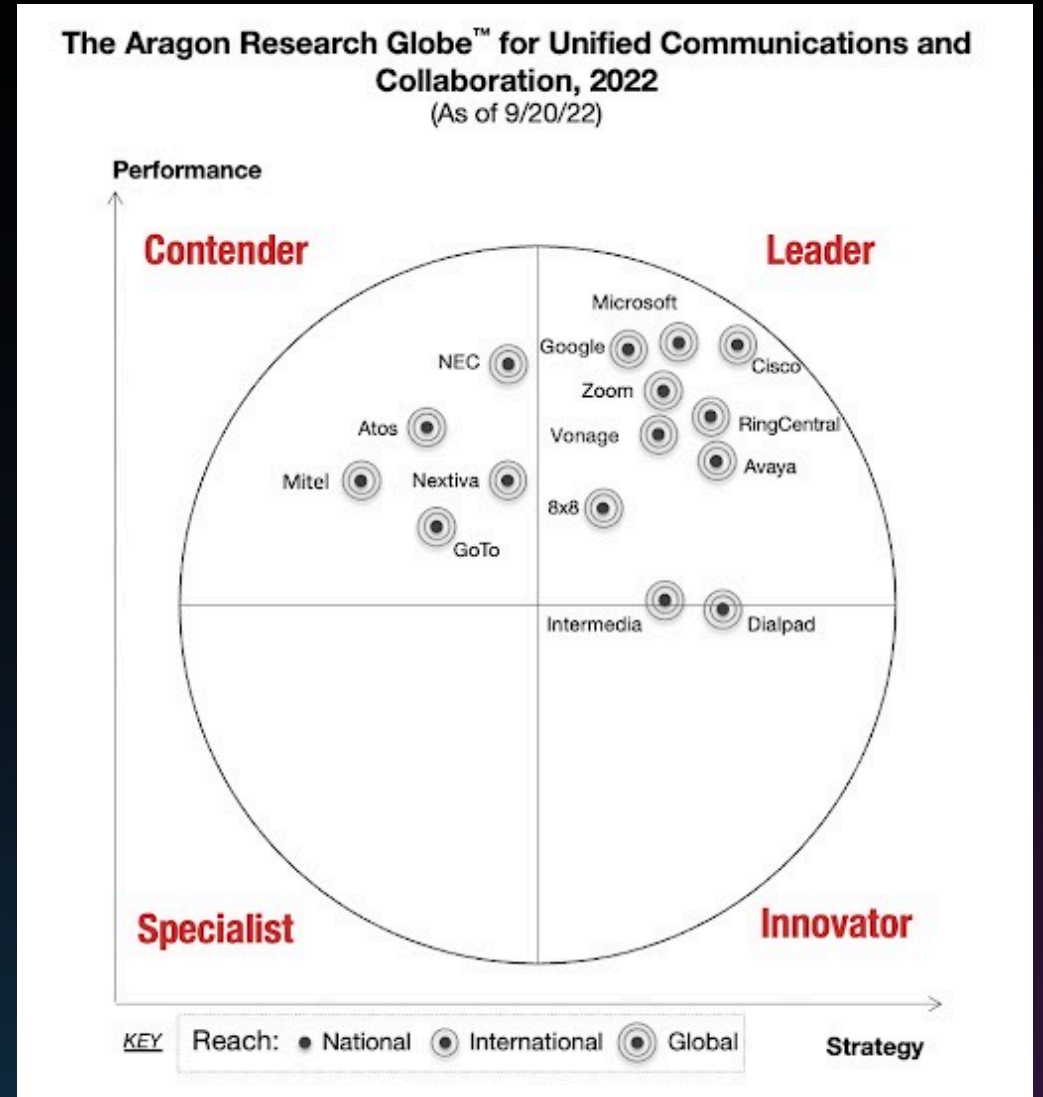 The Aragon Research Globe™ for Unified Communications and
Collaboration, 2022
(As of 9/20/22)
Performance
Contender
Leader
Microsoft
Google
NEC
Cisco
Zoom
Atos
RingCentral
Vonage
Avaya
Mitel
Nextiva
8x8
GoTo
Intermedia
Dialpad
Specialist
Innovator
KEY Reach: National International Global
Strategy